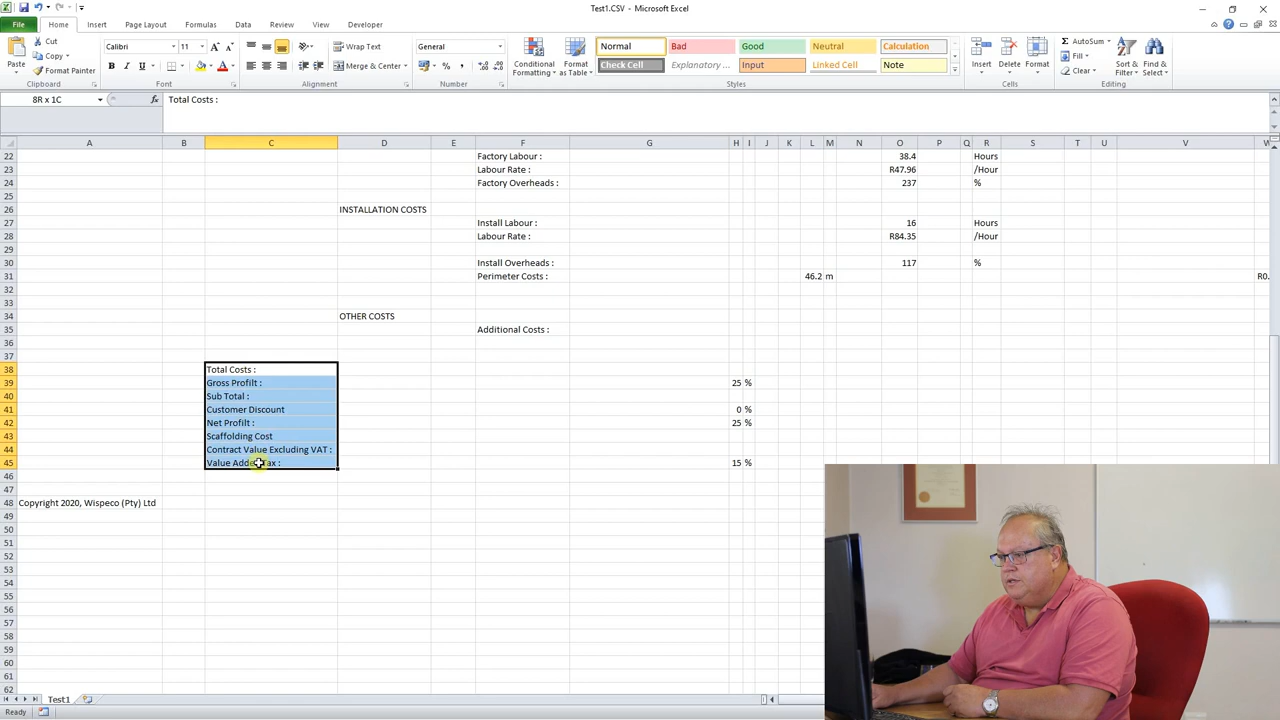 Test1.CSV - Microsoft Excel
File Home Insert Page Layout Formulas Data Review View Developer
Paste
Cut
Copy
Format Painter
Clipboard
Calibri 11
B I U
Font
Wrap Text
Merge & Center
Alignment
General
% ,
Number
Conditional Formatting
Format as Table
Normal Bad Good Neutral Calculation
Check Cell Explanatory ... Input Linked Cell Note
Styles
Insert Delete Format
Cells
AutoSum
Fill
Clear
Sort & Filter
Find & Select
Editing
8R x 1C fx Total Costs :
A B C D E F G H I J K L M N O P Q R S T U V W
22 Factory Labour : 38.4 Hours
23 Labour Rate : R47.96 /Hour
24 Factory Overheads : 237 %
25
26 INSTALLATION COSTS
27 Install Labour : 16 Hours
28 Labour Rate : R84.35 /Hour
29
30 Install Overheads : 117 %
31 Perimeter Costs : 46.2 m R0.
32
33
34 OTHER COSTS
35 Additional Costs :
36
37
38 Total Costs :
39 Gross Profilt : 25 %
40 Sub Total :
41 Customer Discount 0 %
42 Net Profilt : 25 %
43 Scaffolding Cost
44 Contract Value Excluding VAT :
45 Value Added Tax : 15 %
46
47
48 Copyright 2020, Wispeco (Pty) Ltd
49
50
51
52
53
54
55
56
57
58
59
60
61
62
Test1
Ready